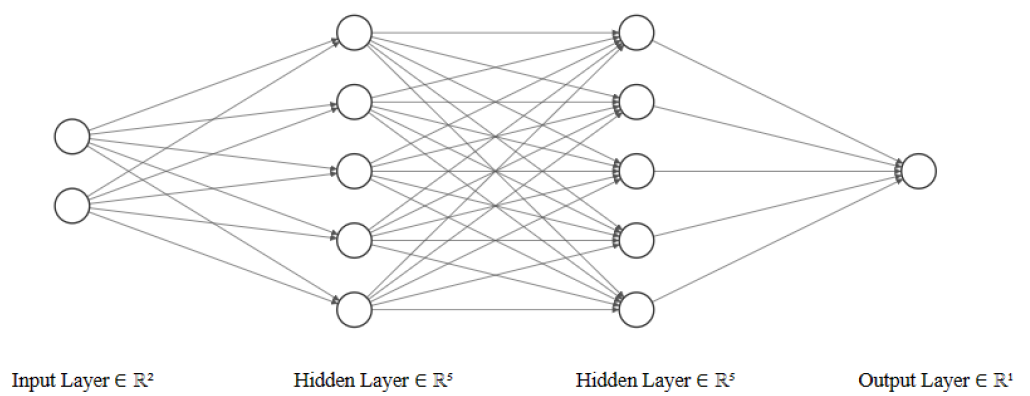 Input Layer ∈ ℝ² Hidden Layer ∈ ℝ⁵ Hidden Layer ∈ ℝ⁵ Output Layer ∈ ℝ¹